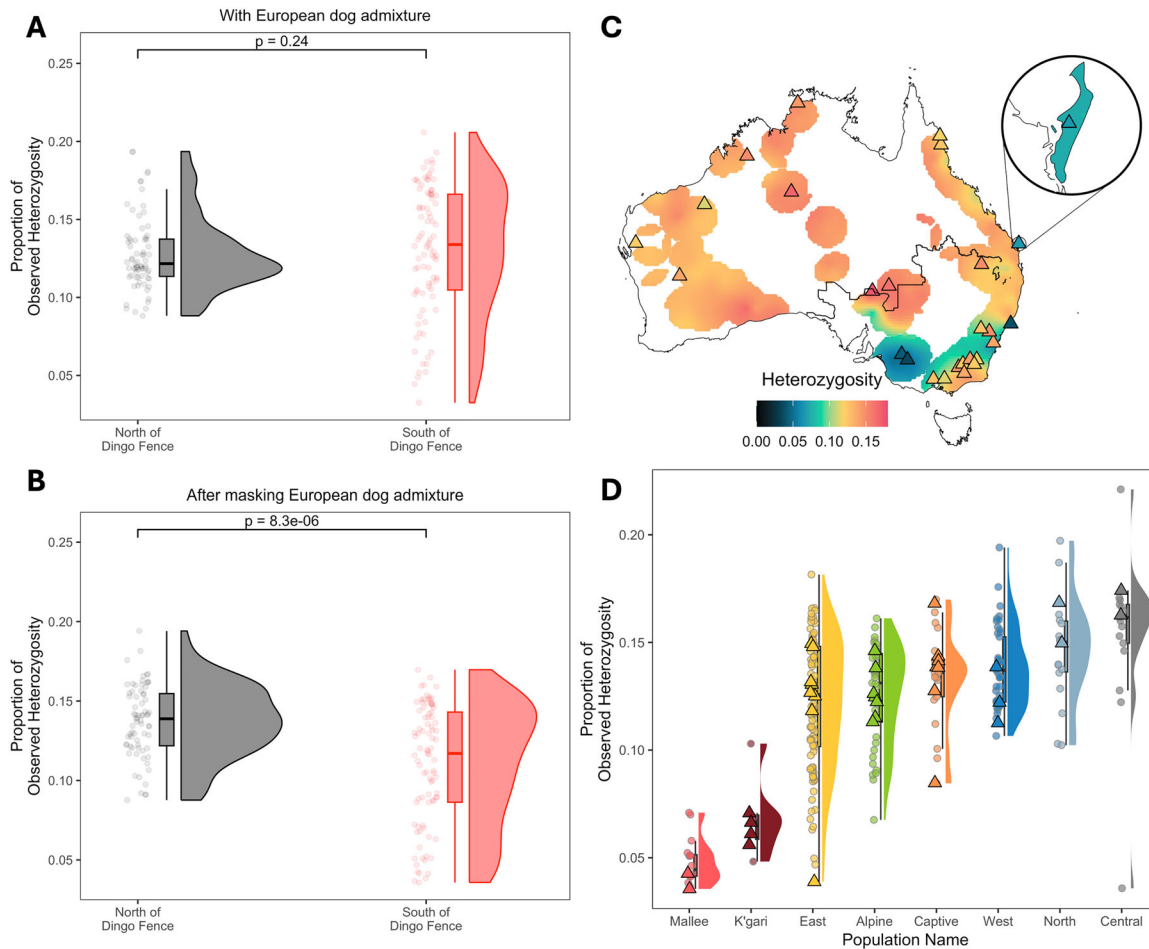 A
With European dog admixture
p = 0.24
0.25
0.20
0.15
0.10
0.05
Proportion of
Observed Heterozygosity
North of
Dingo Fence
South of
Dingo Fence
B
After masking European dog admixture
p = 8.3e-06
0.25
0.20
0.15
0.10
0.05
Proportion of
Observed Heterozygosity
North of
Dingo Fence
South of
Dingo Fence
C
Heterozygosity
0.00 0.05 0.10 0.15
D
0.20
0.15
0.10
0.05
Proportion of
Observed Heterozygosity
Mallee K'gari East Alpine Captive West North Central
Population Name